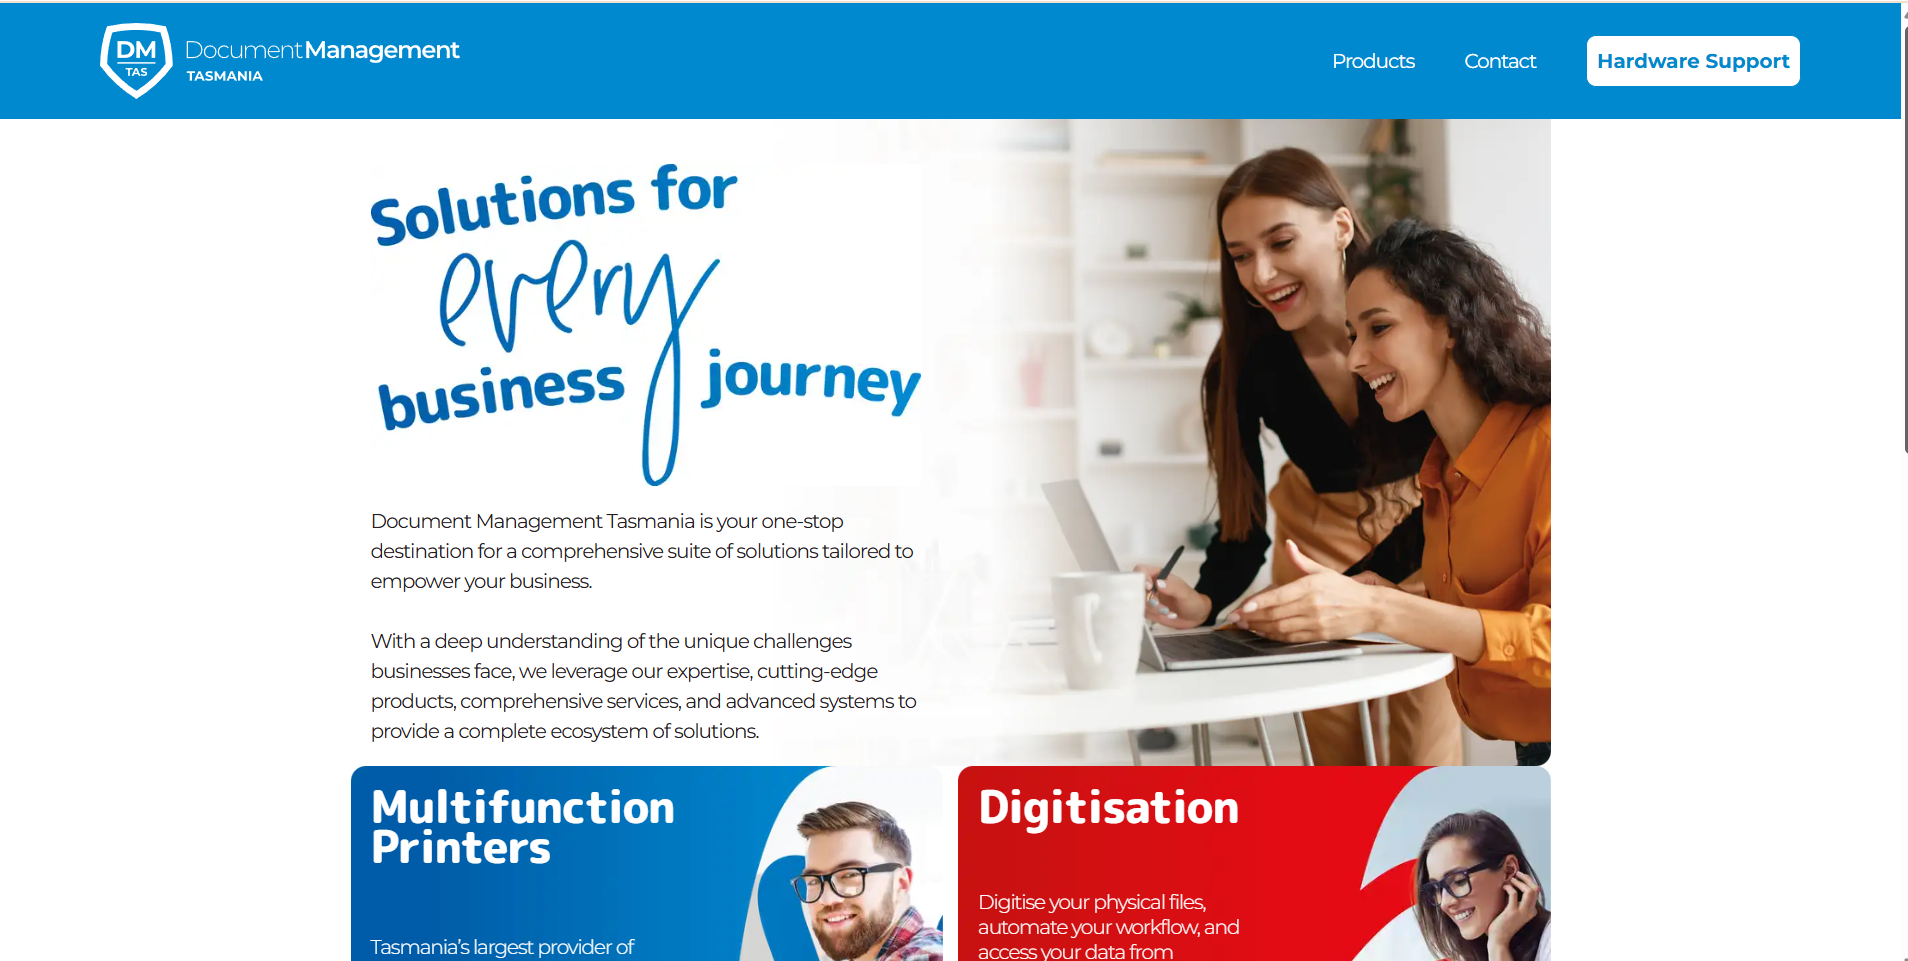 DM
TAS
DocumentManagement
TASMANIA
Products
Contact
Hardware Support
Solutions for
every
business journey
Document Management Tasmania is your one-stop
destination for a comprehensive suite of solutions tailored to
empower your business.
With a deep understanding of the unique challenges
businesses face, we leverage our expertise, cutting-edge
products, comprehensive services, and advanced systems to
provide a complete ecosystem of solutions.
Multifunction
Printers
Tasmania's largest provider of
Digitisation
Digitise your physical files,
automate your workflow, and
access your data from